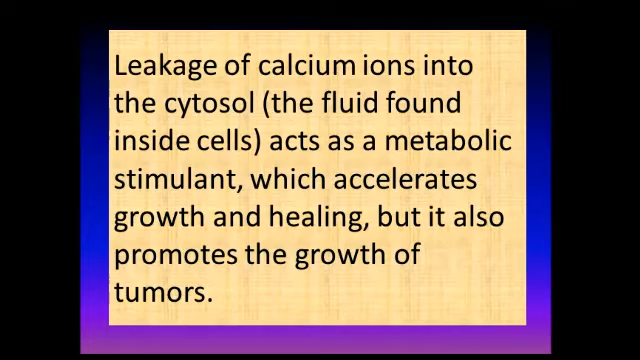 Leakage of calcium ions into
the cytosol (the fluid found
inside cells) acts as a metabolic
stimulant, which accelerates
growth and healing, but it also
promotes the growth of
tumors.